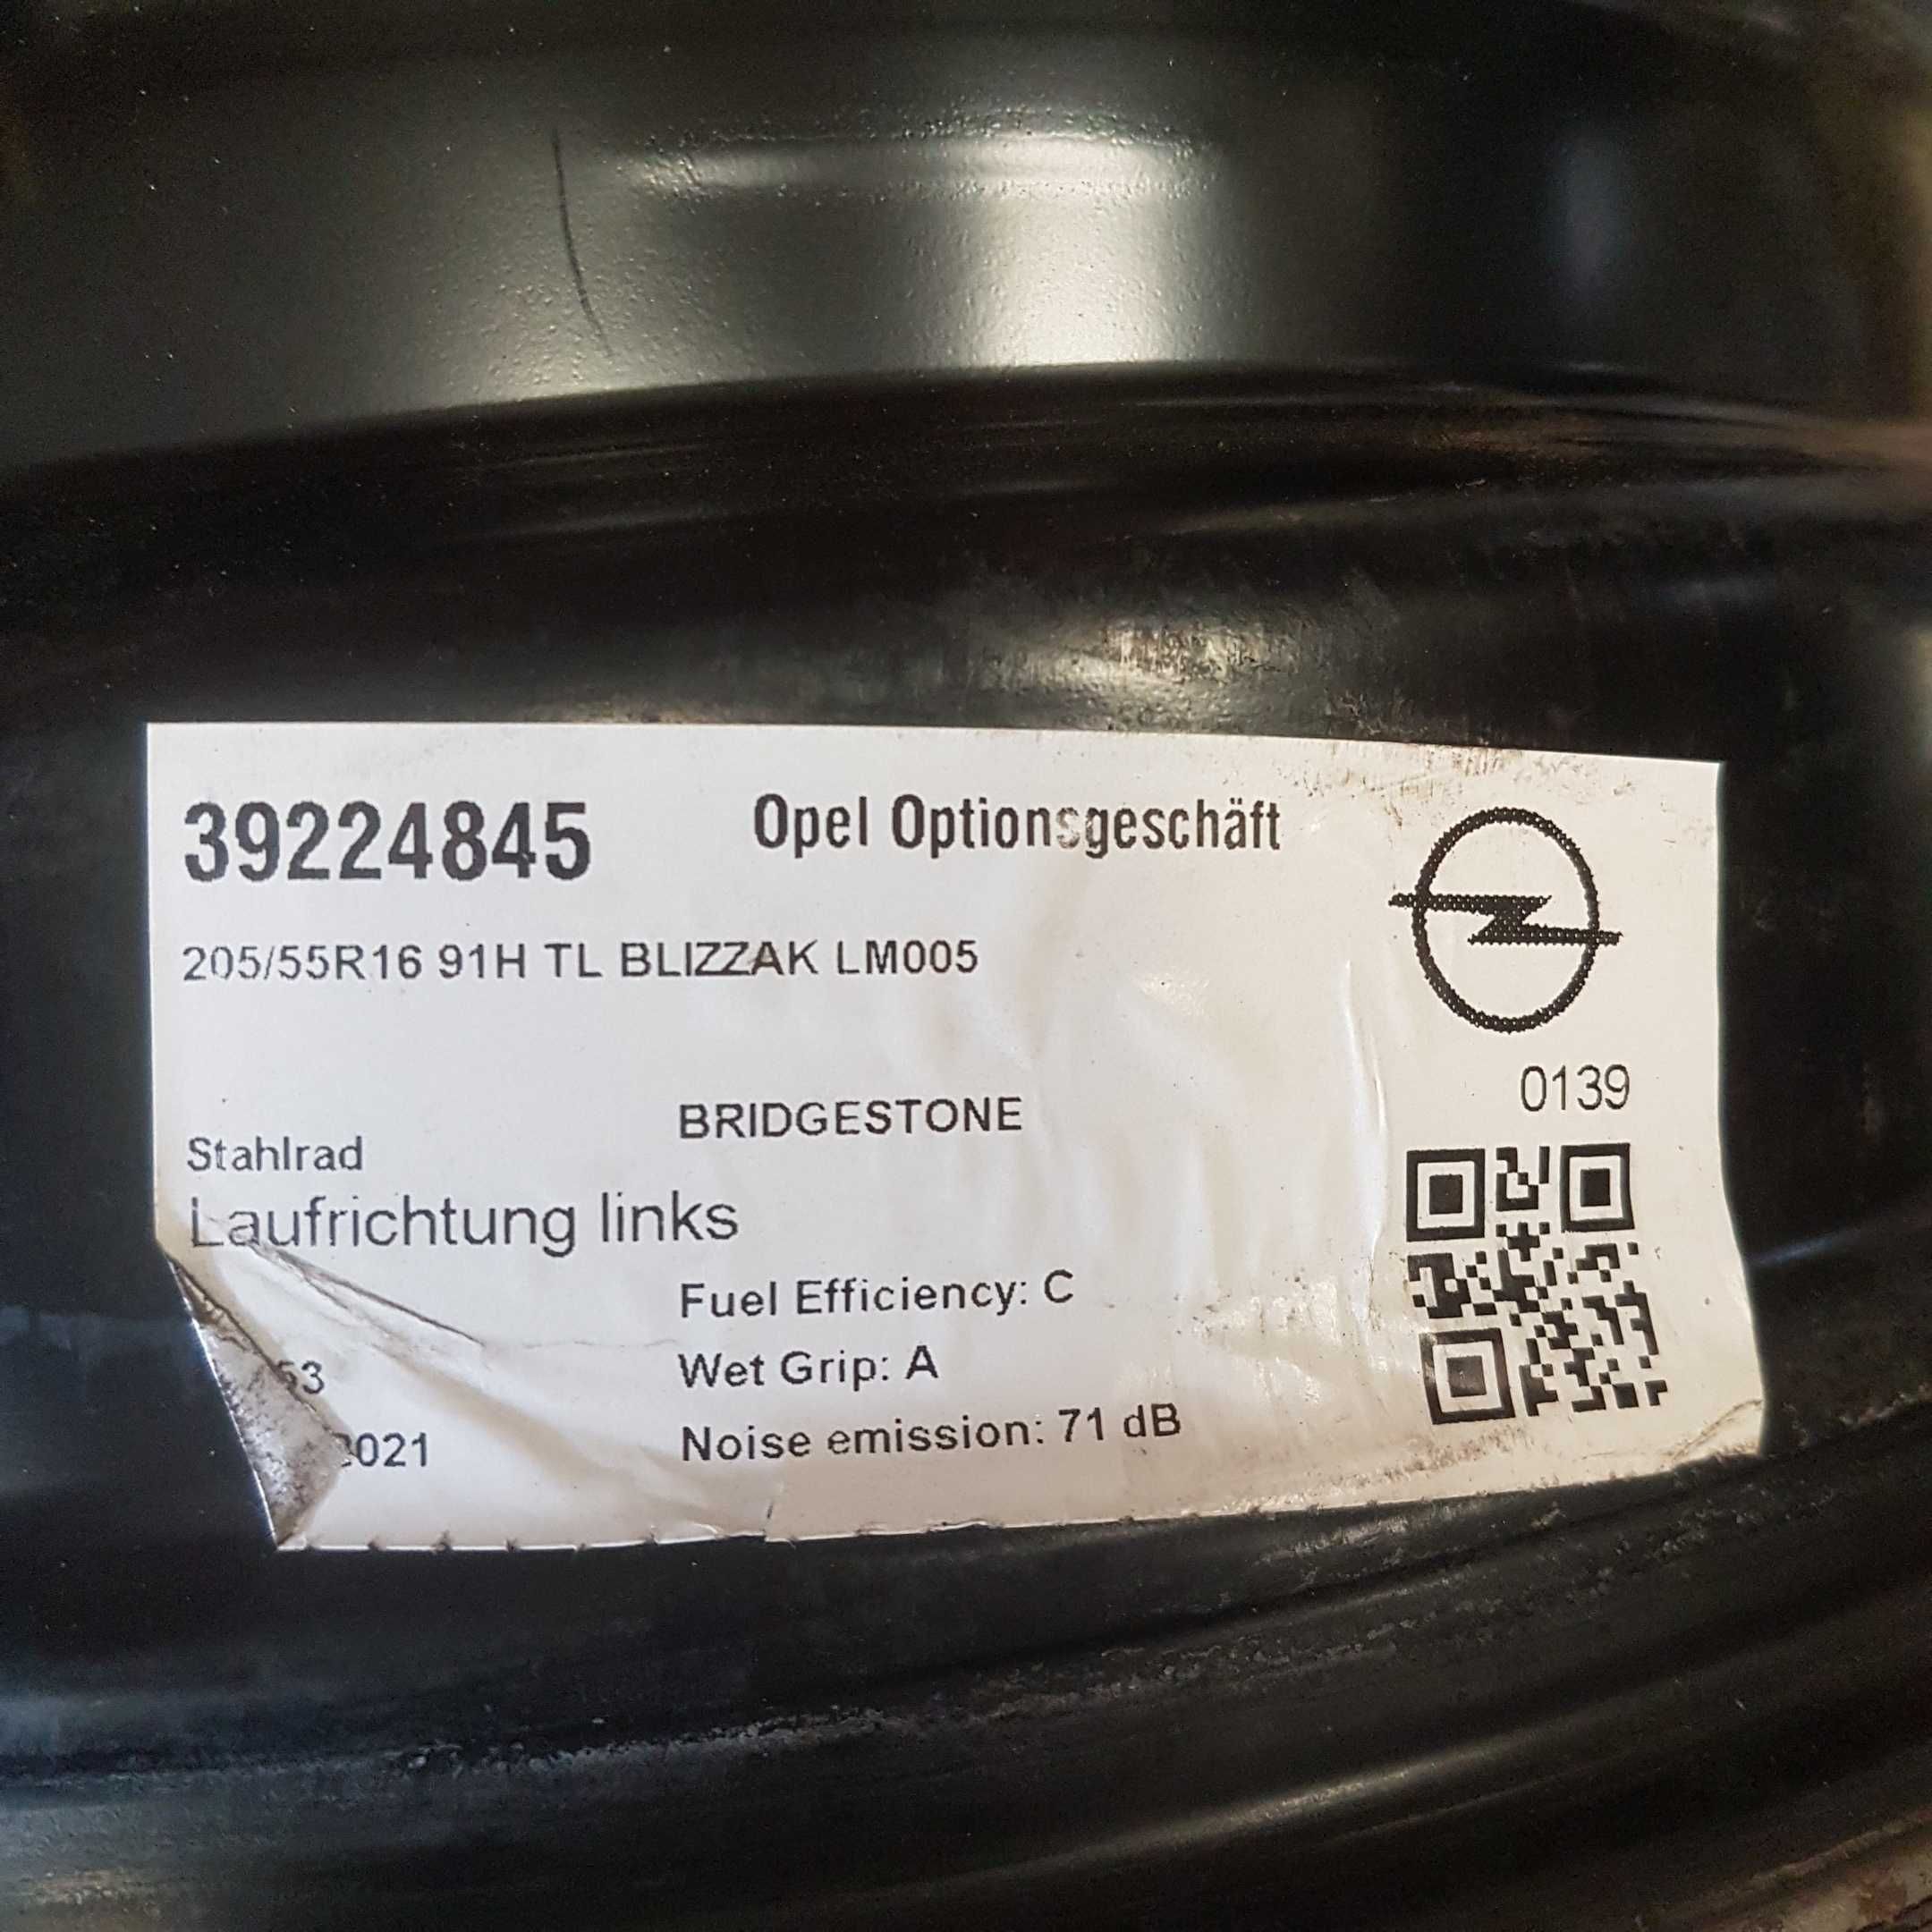 39224845 Opel Optionsgeschäft
205/55R16 91H TL BLIZZAK LM005
0139
BRIDGESTONE
Stahlrad
Laufrichtung links
Fuel Efficiency: C
Wet Grip: A
Noise emission: 71 dB